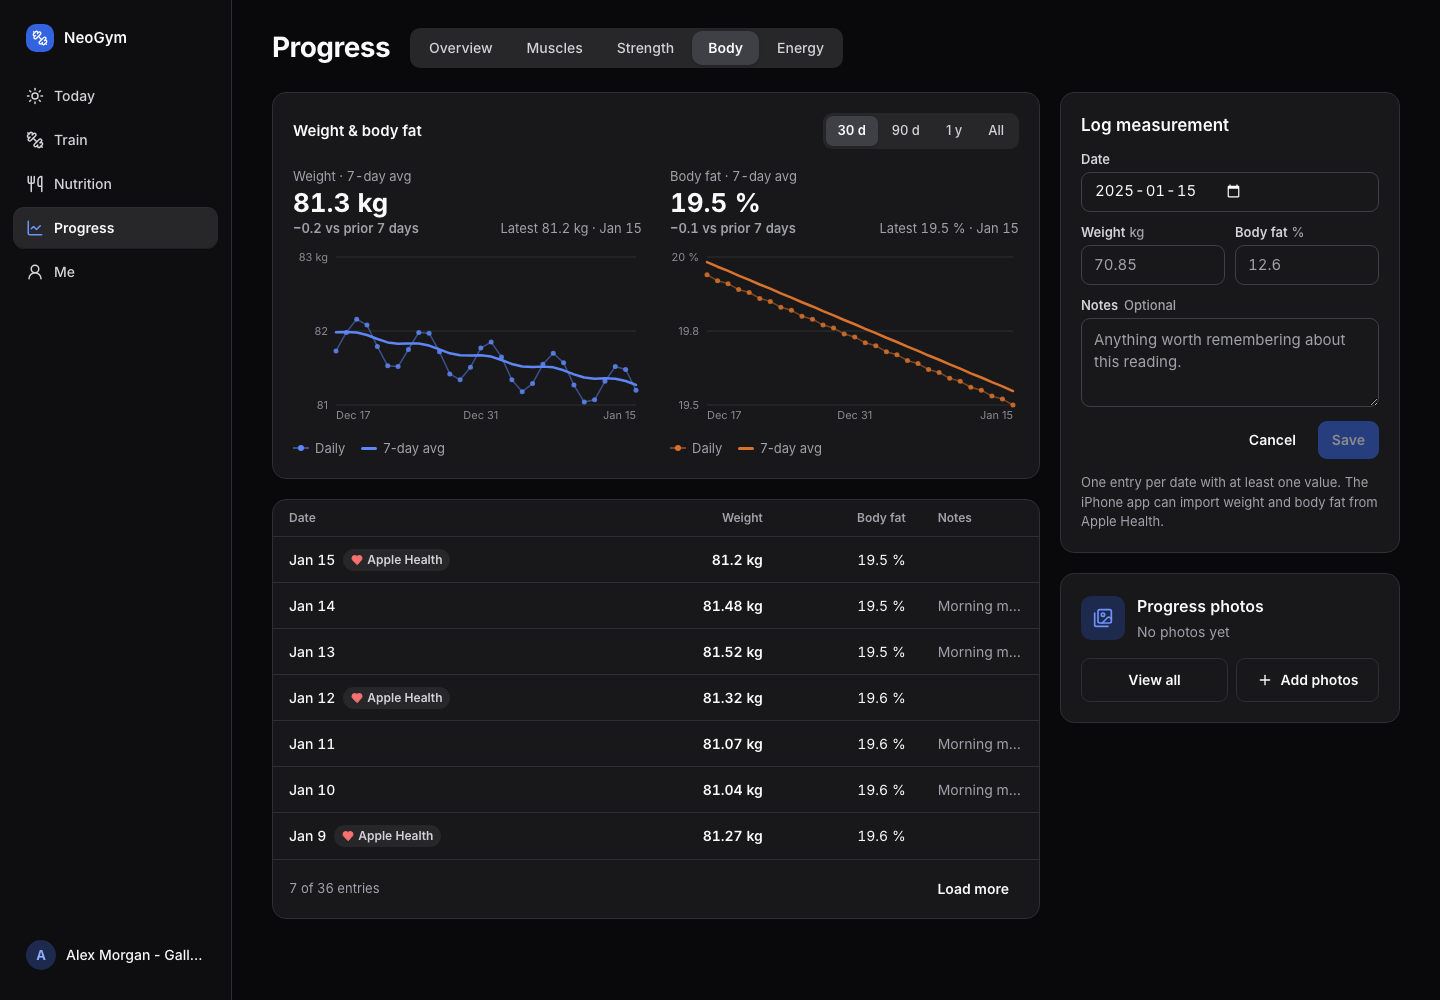 NeoGym
Today
Train
Nutrition
Progress
Me
Alex Morgan - Gall...
A
Progress
Overview
Muscles
Strength
Body
Energy
Weight & body fat
30 d
90 d
1 y
All
Weight · 7-day avg
81.3 kg
−0.2 vs prior 7 days
Latest 81.2 kg · Jan 15
83 kg
82
81
Dec 17
Dec 31
Jan 15
Daily
7-day avg
Body fat · 7-day avg
19.5 %
−0.1 vs prior 7 days
Latest 19.5 % · Jan 15
20 %
19.8
19.5
Dec 17
Dec 31
Jan 15
Daily
7-day avg
Date Weight Body fat Notes
Jan 15 Apple Health 81.2 kg 19.5 %
Jan 14 81.48 kg 19.5 % Morning m...
Jan 13 81.52 kg 19.5 % Morning m...
Jan 12 Apple Health 81.32 kg 19.6 %
Jan 11 81.07 kg 19.6 % Morning m...
Jan 10 81.04 kg 19.6 % Morning m...
Jan 9 Apple Health 81.27 kg 19.6 %
7 of 36 entries
Load more
Log measurement
Date
2025-01-15
Weight kg
Body fat %
70.85
12.6
Notes Optional
Anything worth remembering about
this reading.
Cancel
Save
One entry per date with at least one value. The
iPhone app can import weight and body fat from
Apple Health.
Progress photos
No photos yet
View all
Add photos